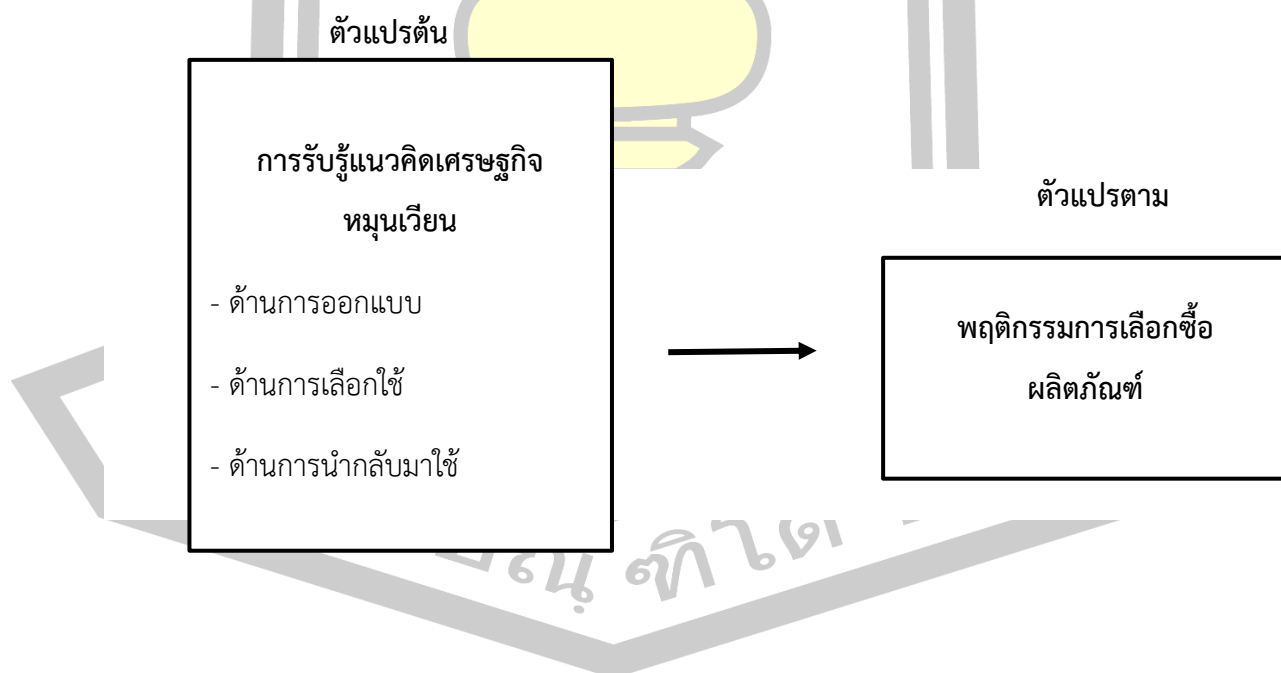 ตัวแปรต้น
การรับรู้แนวคิดเศรษฐกิจ
หมุนเวียน
- ด้านการออกแบบ
- ด้านการเลือกใช้
- ด้านการนำกลับมาใช้
ตัวแปรตาม
พฤติกรรมการเลือกซื้อ
ผลิตภัณฑ์